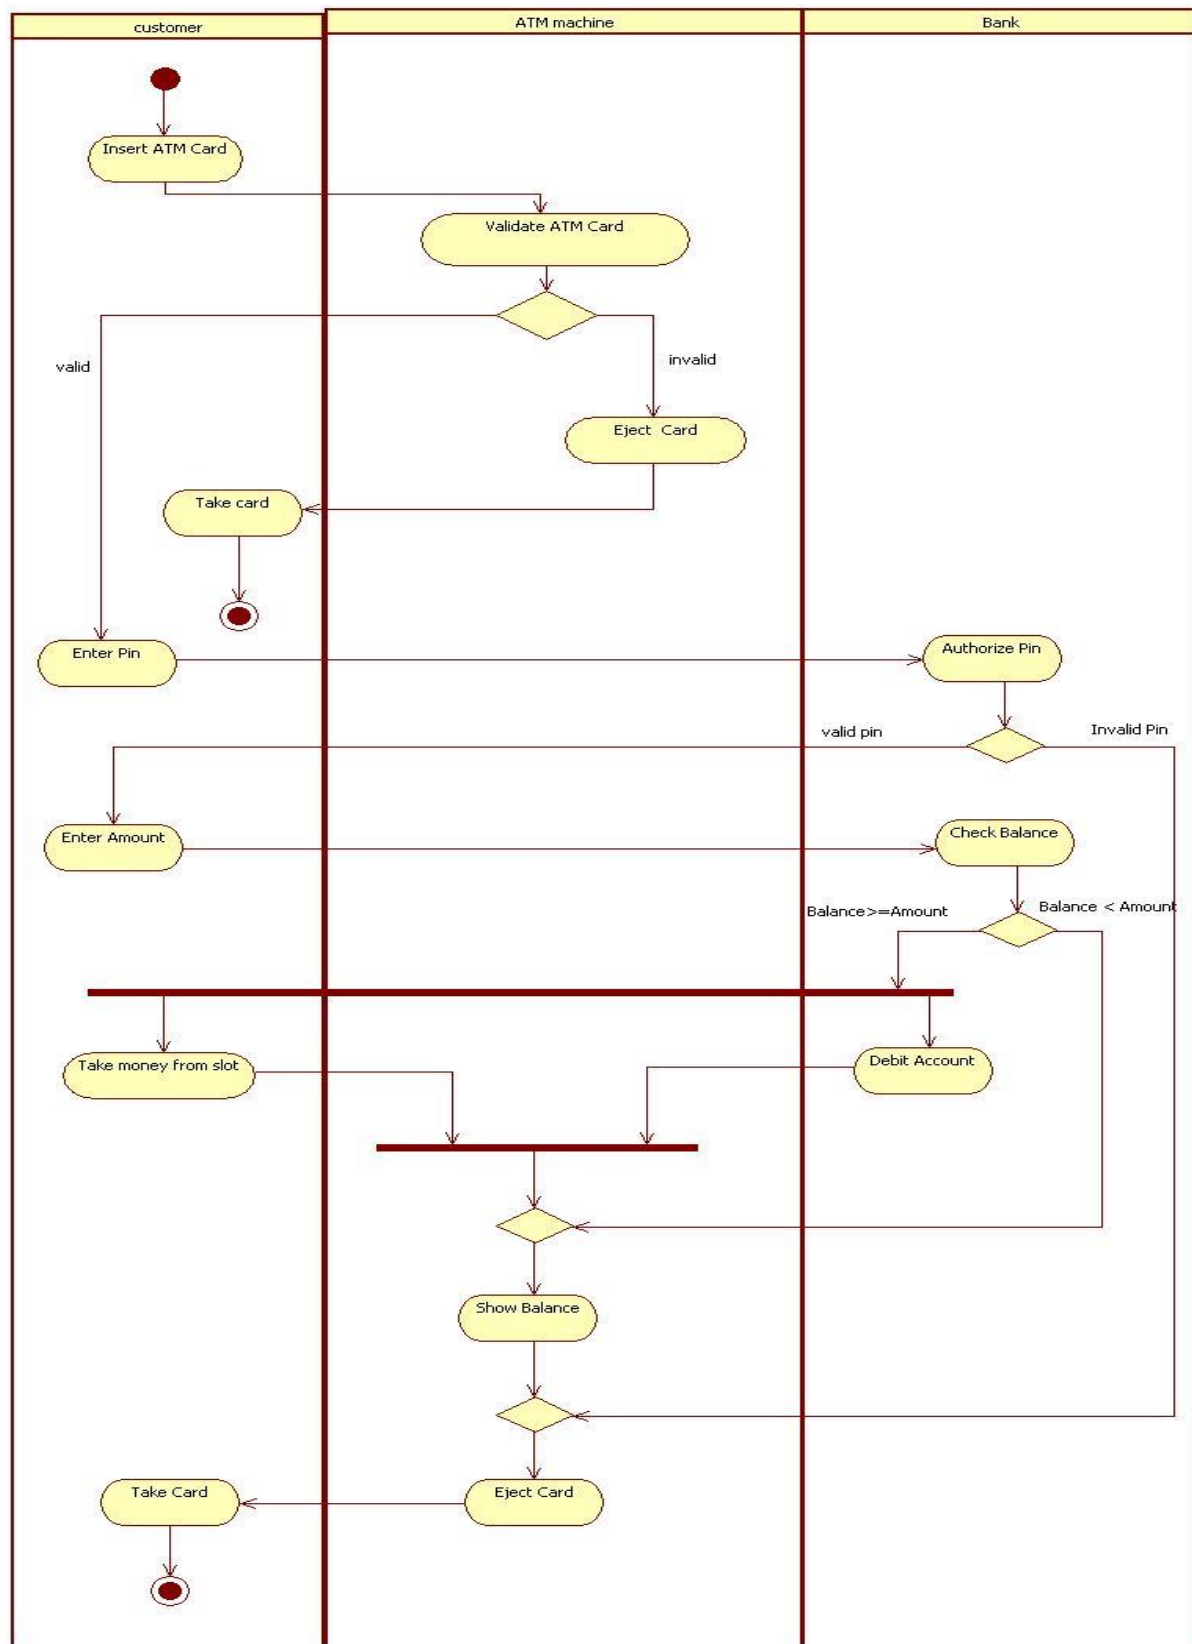 customer
ATM machine
Bank
Insert ATM Card
Validate ATM Card
valid
invalid
Eject  Card
Take card
Enter Pin
Authorize Pin
valid pin
Invalid Pin
Enter Amount
Check Balance
Balance>=Amount
Balance < Amount
Take money from slot
Debit Account
Show Balance
Take Card
Eject Card